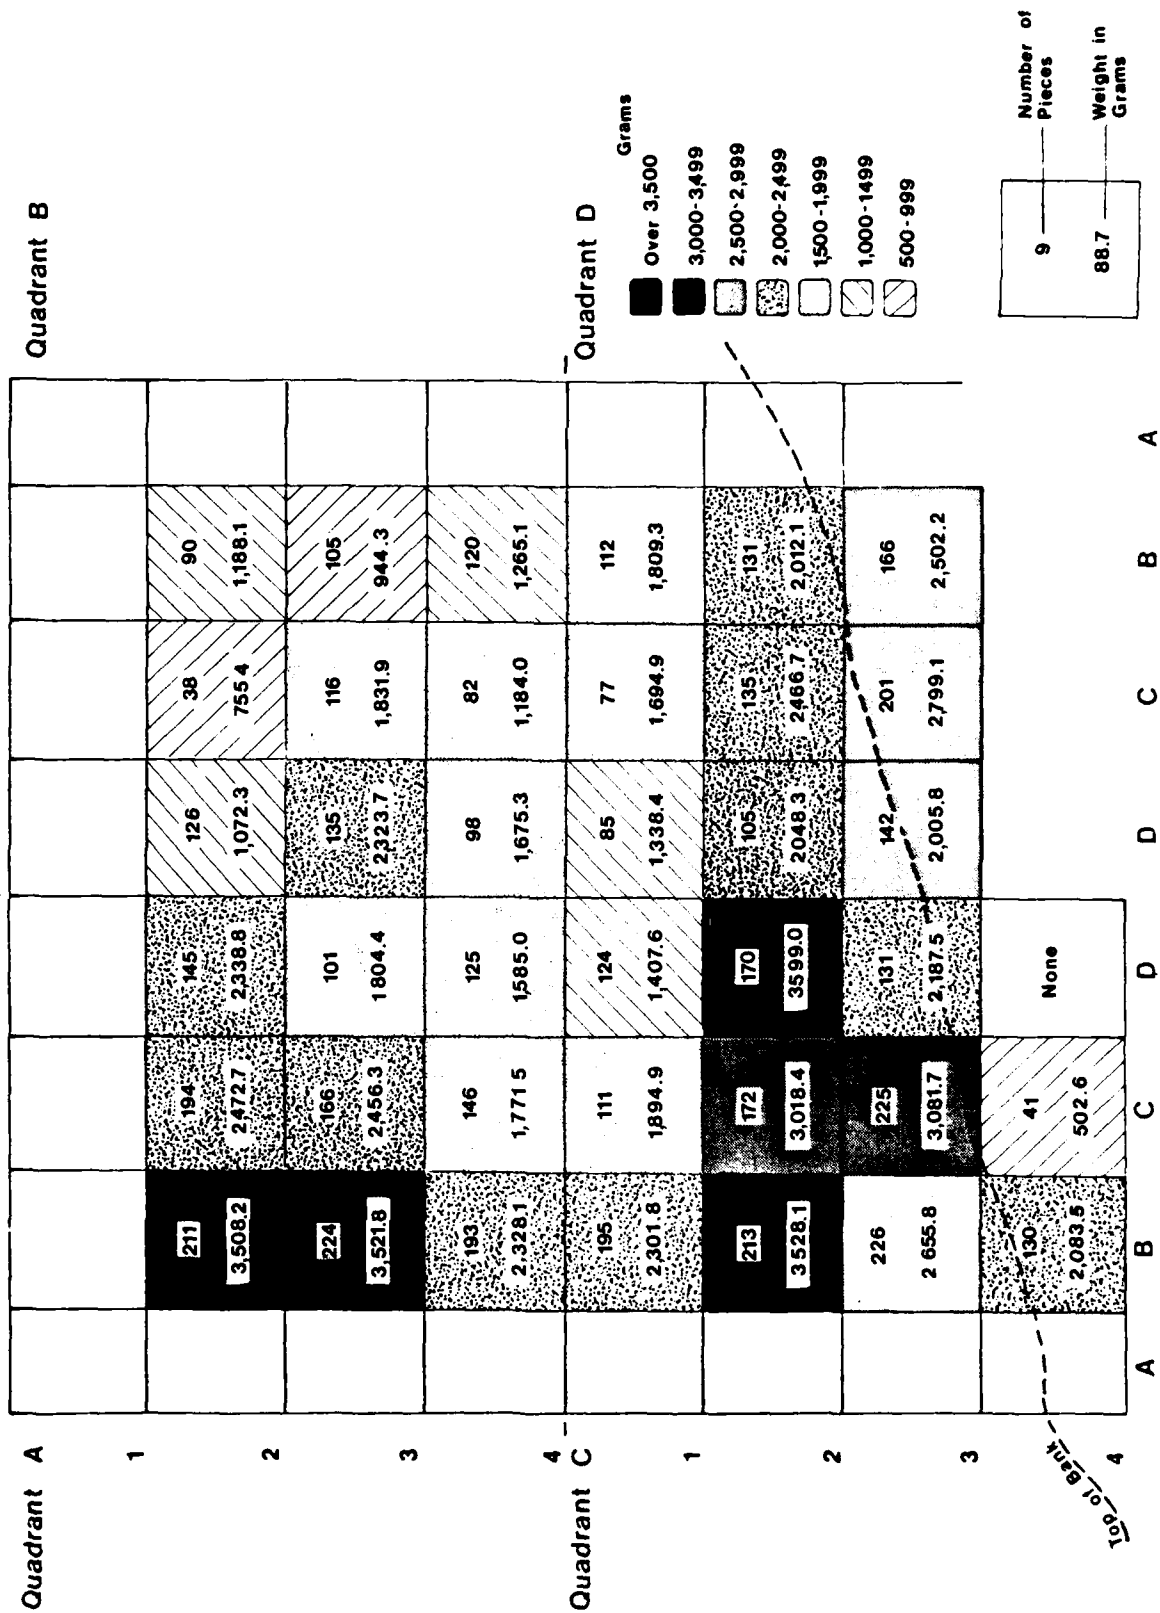 Quadrant A
Quadrant B
1
211 194 145 126 38 90
3,508.2 2472.7 2,338.8 1,072.3 755.4 1,188.1
2
224 166 101 135 116 105
3,521.8 2,456.3 1804.4 2,323.7 1,831.9 944.3
3
193 146 125 98 82 120
2,328.1 1,771 5 1,585.0 1,675.3 1,184.0 1,265.1
4
Quadrant C
Quadrant D
195 111 124 85 77 112
2,301.8 1,894.9 1,407.6 1,338.4 1,694.9 1,809.3
1
213 172 170 105 135 131
3528.1 3,018.4 3599.0 2048.3 2466.7 2,012.1
2
226 225 131 142 201 166
2 655.8 3,081.7 2,187.5 2,005.8 2,799.1 2,502.2
3
130 41 None
2,083.5 502.6
4
Top of Bank
A B C D D C B A
Grams
Over 3,500
3,000-3,499
2,500-2,999
2,000-2,499
1,500-1,999
1,000-1499
500-999
9 Number of
Pieces
88.7 Weight in
Grams